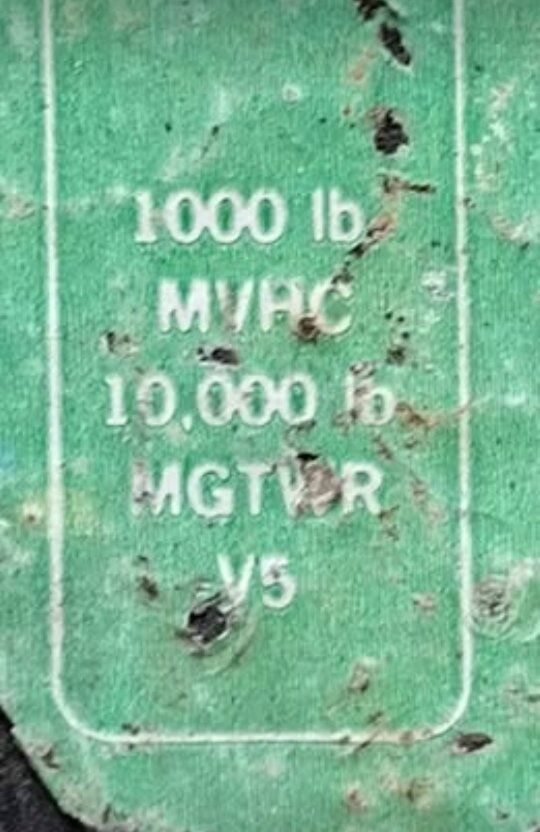 1000 lb
MVHC
10,000 lb
MGTWR
V5